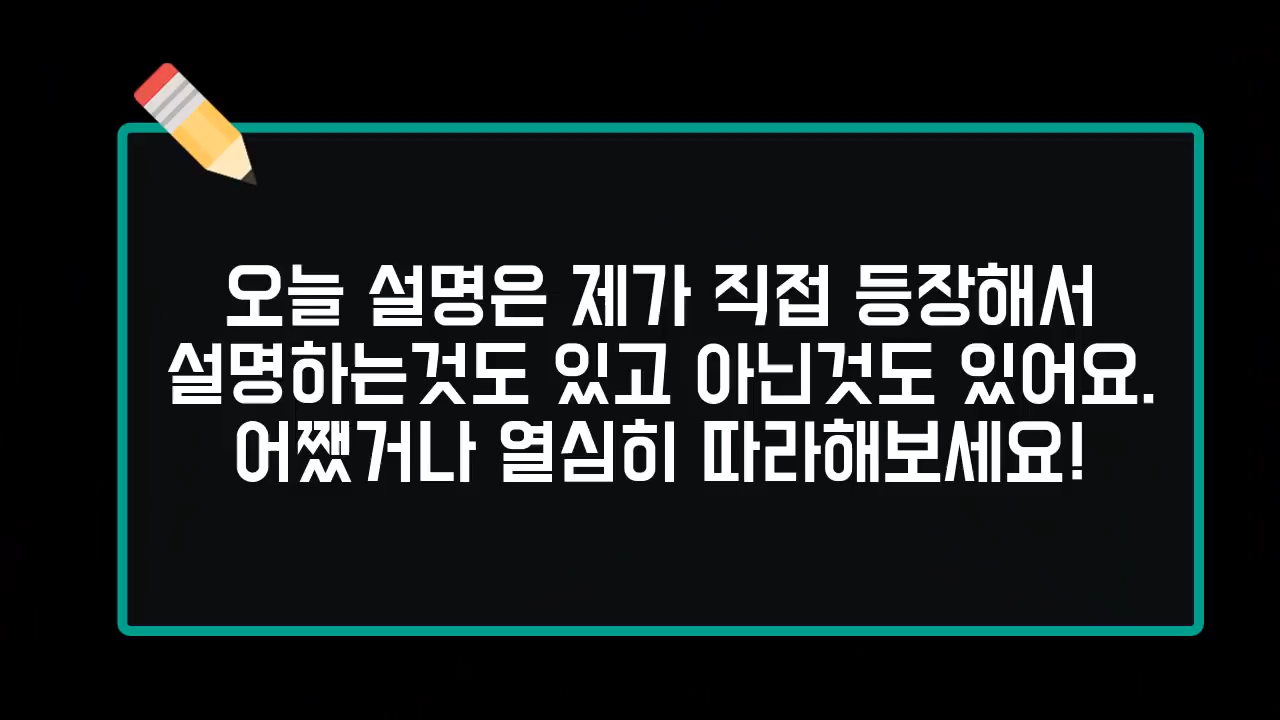 오늘 설명은 제가 직접 등장해서
설명하는것도 있고 아닌것도 있어요.
어쨌거나 열심히 따라해보세요!